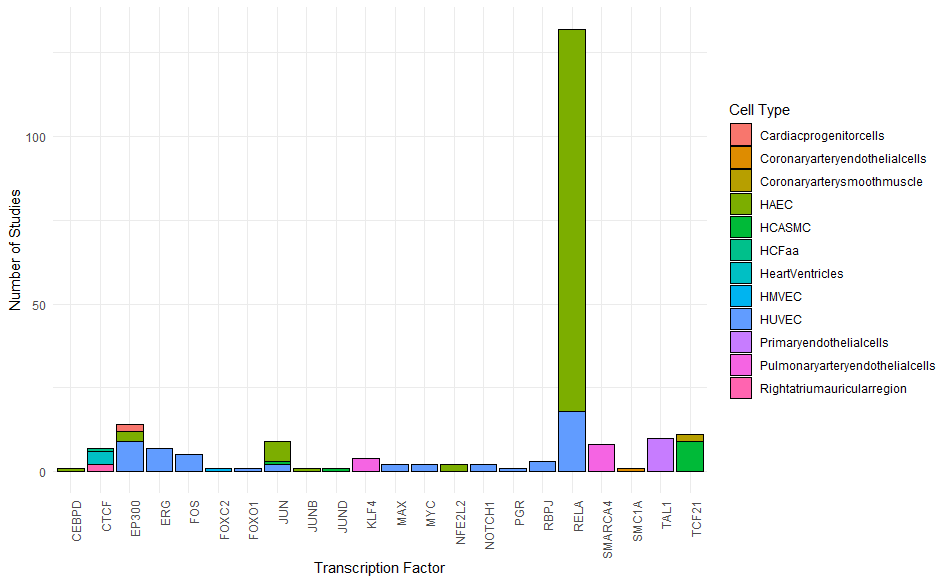 100
50
0
Number of Studies
CEBPD
CTCF
EP300
ERG
FOS
FOXC2
FOXO1
JUN
JUNB
JUND
KLF4
MAX
MYC
NFE2L2
NOTCH1
PGR
RBPJ
RELA
SMARCA4
SMC1A
TAL1
TCF21
Transcription Factor
Cell Type
Cardiacprogenitorcells
Coronaryarteryendothelialcells
Coronaryarterysmoothmuscle
HAEC
HCASMC
HCFaa
HeartVentricles
HMVEC
HUVEC
Primaryendothelialcells
Pulmonaryarteryendothelialcells
Rightatriumauricularregion